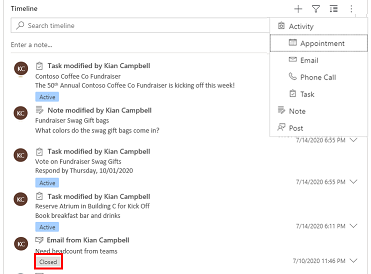 Timeline
Search timeline
Enter a note...
Activity
Appointment
Email
Phone Call
Task
Note
Post
KC
Task modified by Kian Campbell
Contoso Coffee Co Fundraiser
The 50th Annual Contoso Coffee Co Fundraiser is kicking off this week!
Active
KC
Note modified by Kian Campbell
Fundraiser Swag Gift bags
What colors do the swag gift bags come in?
7/14/2020 6:55 PM
KC
Task modified by Kian Campbell
Vote on Fundraiser Swag Gifts
Respond by Thursday, 10/01/2020
Active
7/14/2020 6:55 PM
KC
Task modified by Kian Campbell
Reserve Atrium in Building C for Kick Off
Book breakfast bar and drinks
Active
7/14/2020 6:11 PM
KC
Email from Kian Campbell
Need headcount from teams
Closed
7/10/2020 11:46 PM